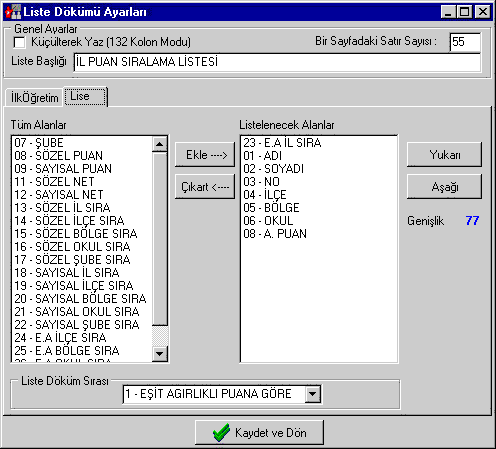 Liste Dökümü Ayarları
Genel Ayarlar
Küçülterek Yaz (132 Kolon Modu)
Bir Sayfadaki Satır Sayısı : 55
Liste Başlığı İL PUAN SIRALAMA LİSTESİ
İlkÖğretim Lise
Tüm Alanlar
07 - ŞUBE
08 - SÖZEL PUAN
09 - SAYISAL PUAN
11 - SÖZEL NET
12 - SAYISAL NET
13 - SÖZEL İL SIRA
14 - SÖZEL İLÇE SIRA
15 - SÖZEL BÖLGE SIRA
16 - SÖZEL OKUL SIRA
17 - SÖZEL ŞUBE SIRA
18 - SAYISAL İL SIRA
19 - SAYISAL İLÇE SIRA
20 - SAYISAL BÖLGE SIRA
21 - SAYISAL OKUL SIRA
22 - SAYISAL ŞUBE SIRA
24 - E.A İLÇE SIRA
25 - E.A BÖLGE SIRA
26 - E.A OKUL SIRA
Ekle ---->
Çıkart <----
Listelenecek Alanlar
23 - E.A İL SIRA
01 - ADI
02 - SOYADI
03 - NO
04 - İLÇE
05 - BÖLGE
06 - OKUL
08 - A. PUAN
Yukarı
Aşağı
Genişlik 77
Liste Döküm Sırası
1 - EŞİT AGIRLIKLI PUANA GÖRE
Kaydet ve Dön